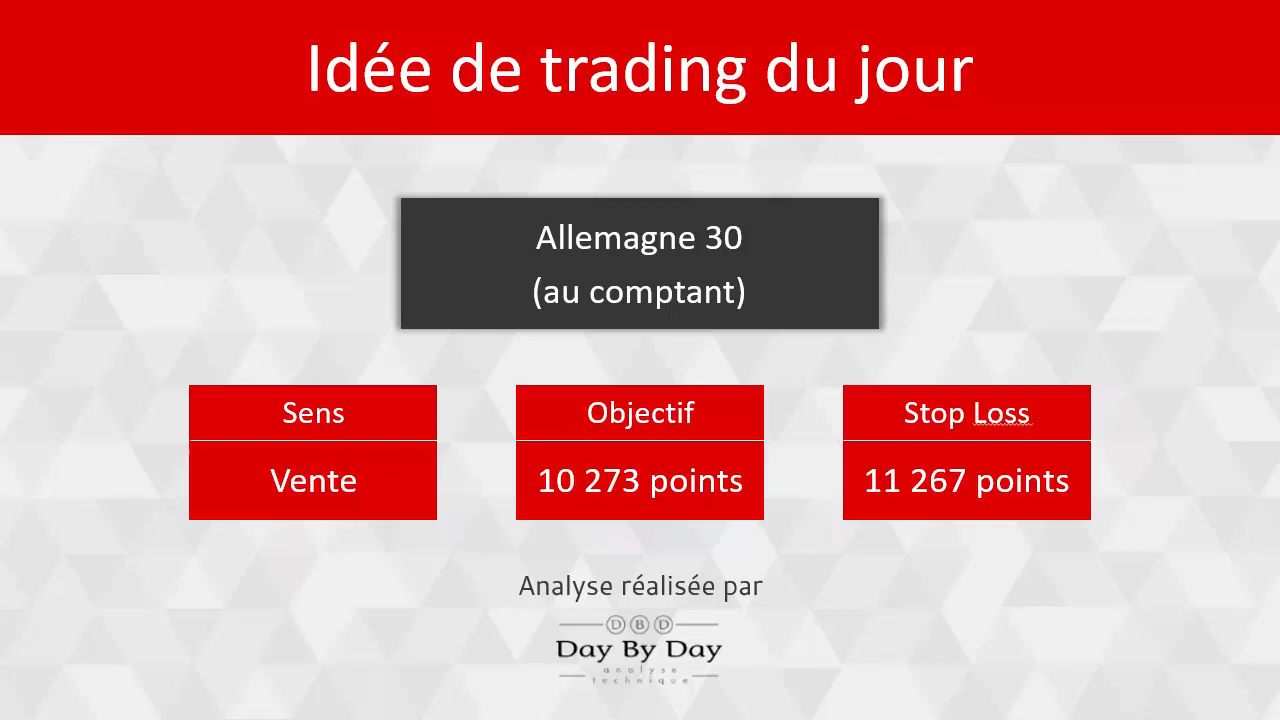 Idée de trading du jour
Allemagne 30
(au comptant)
Sens
Objectif
Stop Loss
Vente
10 273 points
11 267 points
Analyse réalisée par
D B D
Day By Day
analyse
technique